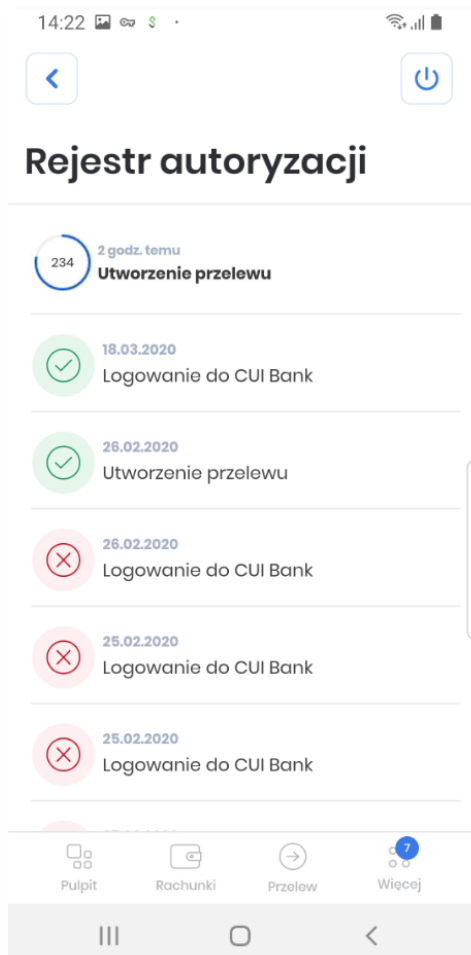 14:22
Rejestr autoryzacji
234
2 godz. temu
Utworzenie przelewu
18.03.2020
Logowanie do CUI Bank
26.02.2020
Utworzenie przelewu
26.02.2020
Logowanie do CUI Bank
25.02.2020
Logowanie do CUI Bank
25.02.2020
Logowanie do CUI Bank
7
Pulpit
Rachunki
Przelew
Więcej